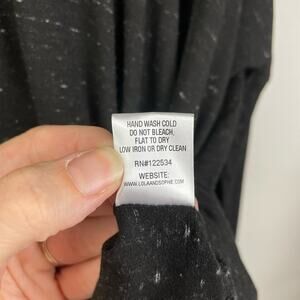 HAND WASH COLD
DO NOT BLEACH,
FLAT TO DRY
LOW IRON OR DRY CLEAN
RN#122534
WEBSITE:
WWW.LOLAANDSOPHIE.COM